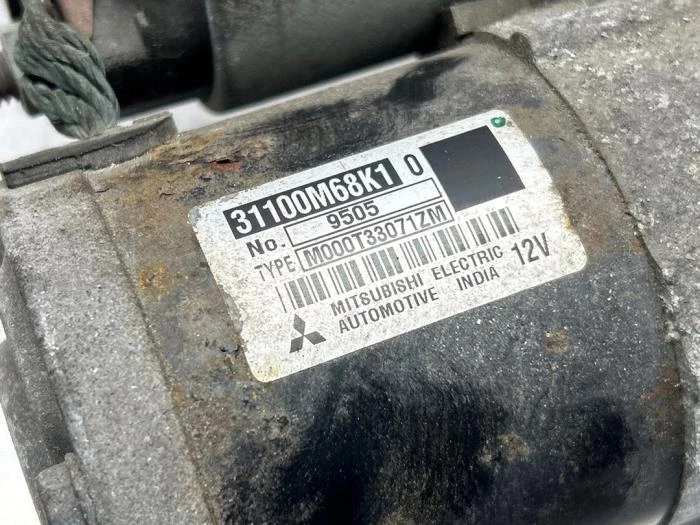 31100M68K1 0
No. 9505
TYPE M000T33071ZM
12V
MITSUBISHI ELECTRIC
AUTOMOTIVE INDIA